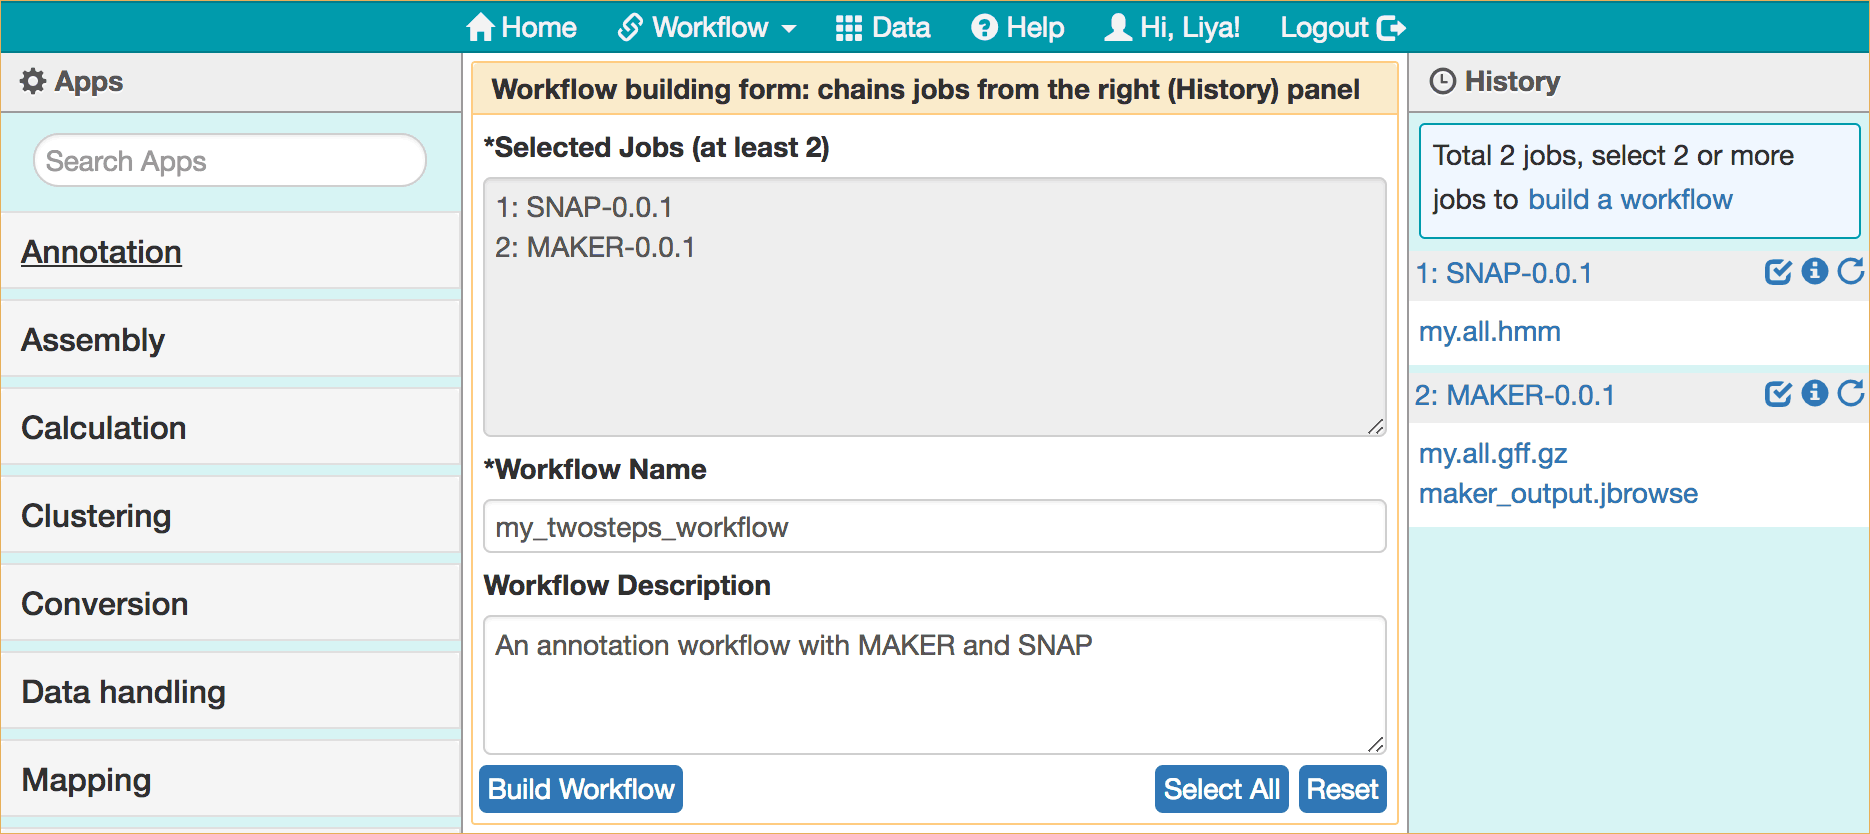 Home Workflow Data Help Hi, Liya! Logout
Apps
Search Apps
Annotation
Assembly
Calculation
Clustering
Conversion
Data handling
Mapping
Workflow building form: chains jobs from the right (History) panel
*Selected Jobs (at least 2)
1: SNAP-0.0.1
2: MAKER-0.0.1
*Workflow Name
my_twosteps_workflow
Workflow Description
An annotation workflow with MAKER and SNAP
Build Workflow Select All Reset
History
Total 2 jobs, select 2 or more
jobs to build a workflow
1: SNAP-0.0.1
my.all.hmm
2: MAKER-0.0.1
my.all.gff.gz
maker_output.jbrowse